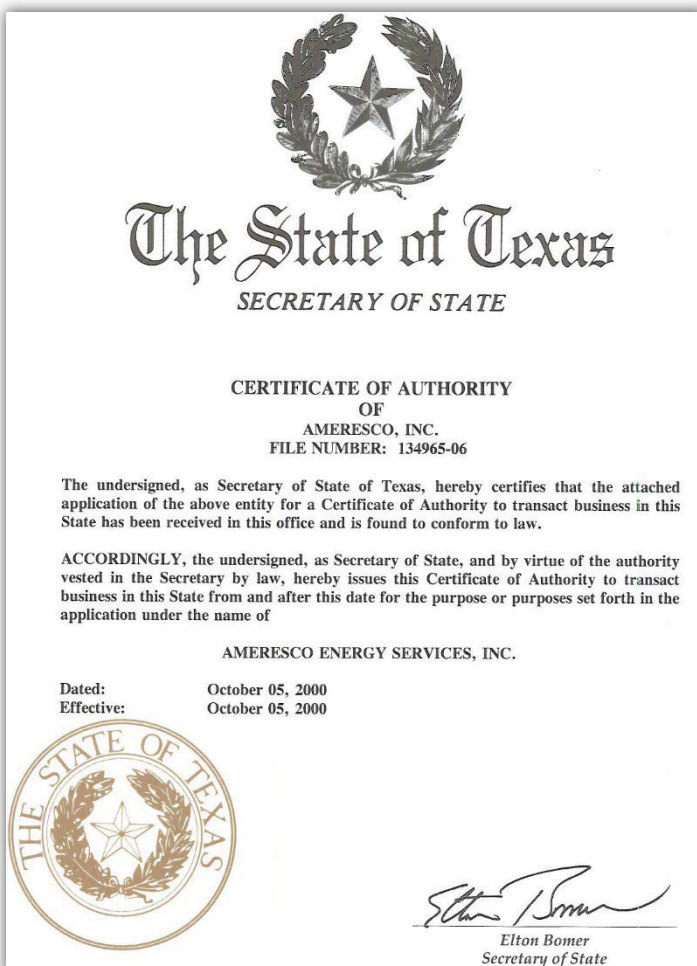 The State of Texas
SECRETARY OF STATE
CERTIFICATE OF AUTHORITY
OF
AMERESCO, INC.
FILE NUMBER: 134965-06
The undersigned, as Secretary of State of Texas, hereby certifies that the attached
application of the above entity for a Certificate of Authority to transact business in this
State has been received in this office and is found to conform to law.
ACCORDINGLY, the undersigned, as Secretary of State, and by virtue of the authority
vested in the Secretary by law, hereby issues this Certificate of Authority to transact
business in this State from and after this date for the purpose or purposes set forth in the
application under the name of
AMERESCO ENERGY SERVICES, INC.
Dated: October 05, 2000
Effective: October 05, 2000
THE STATE OF TEXAS
Elton Bomer
Elton Bomer
Secretary of State